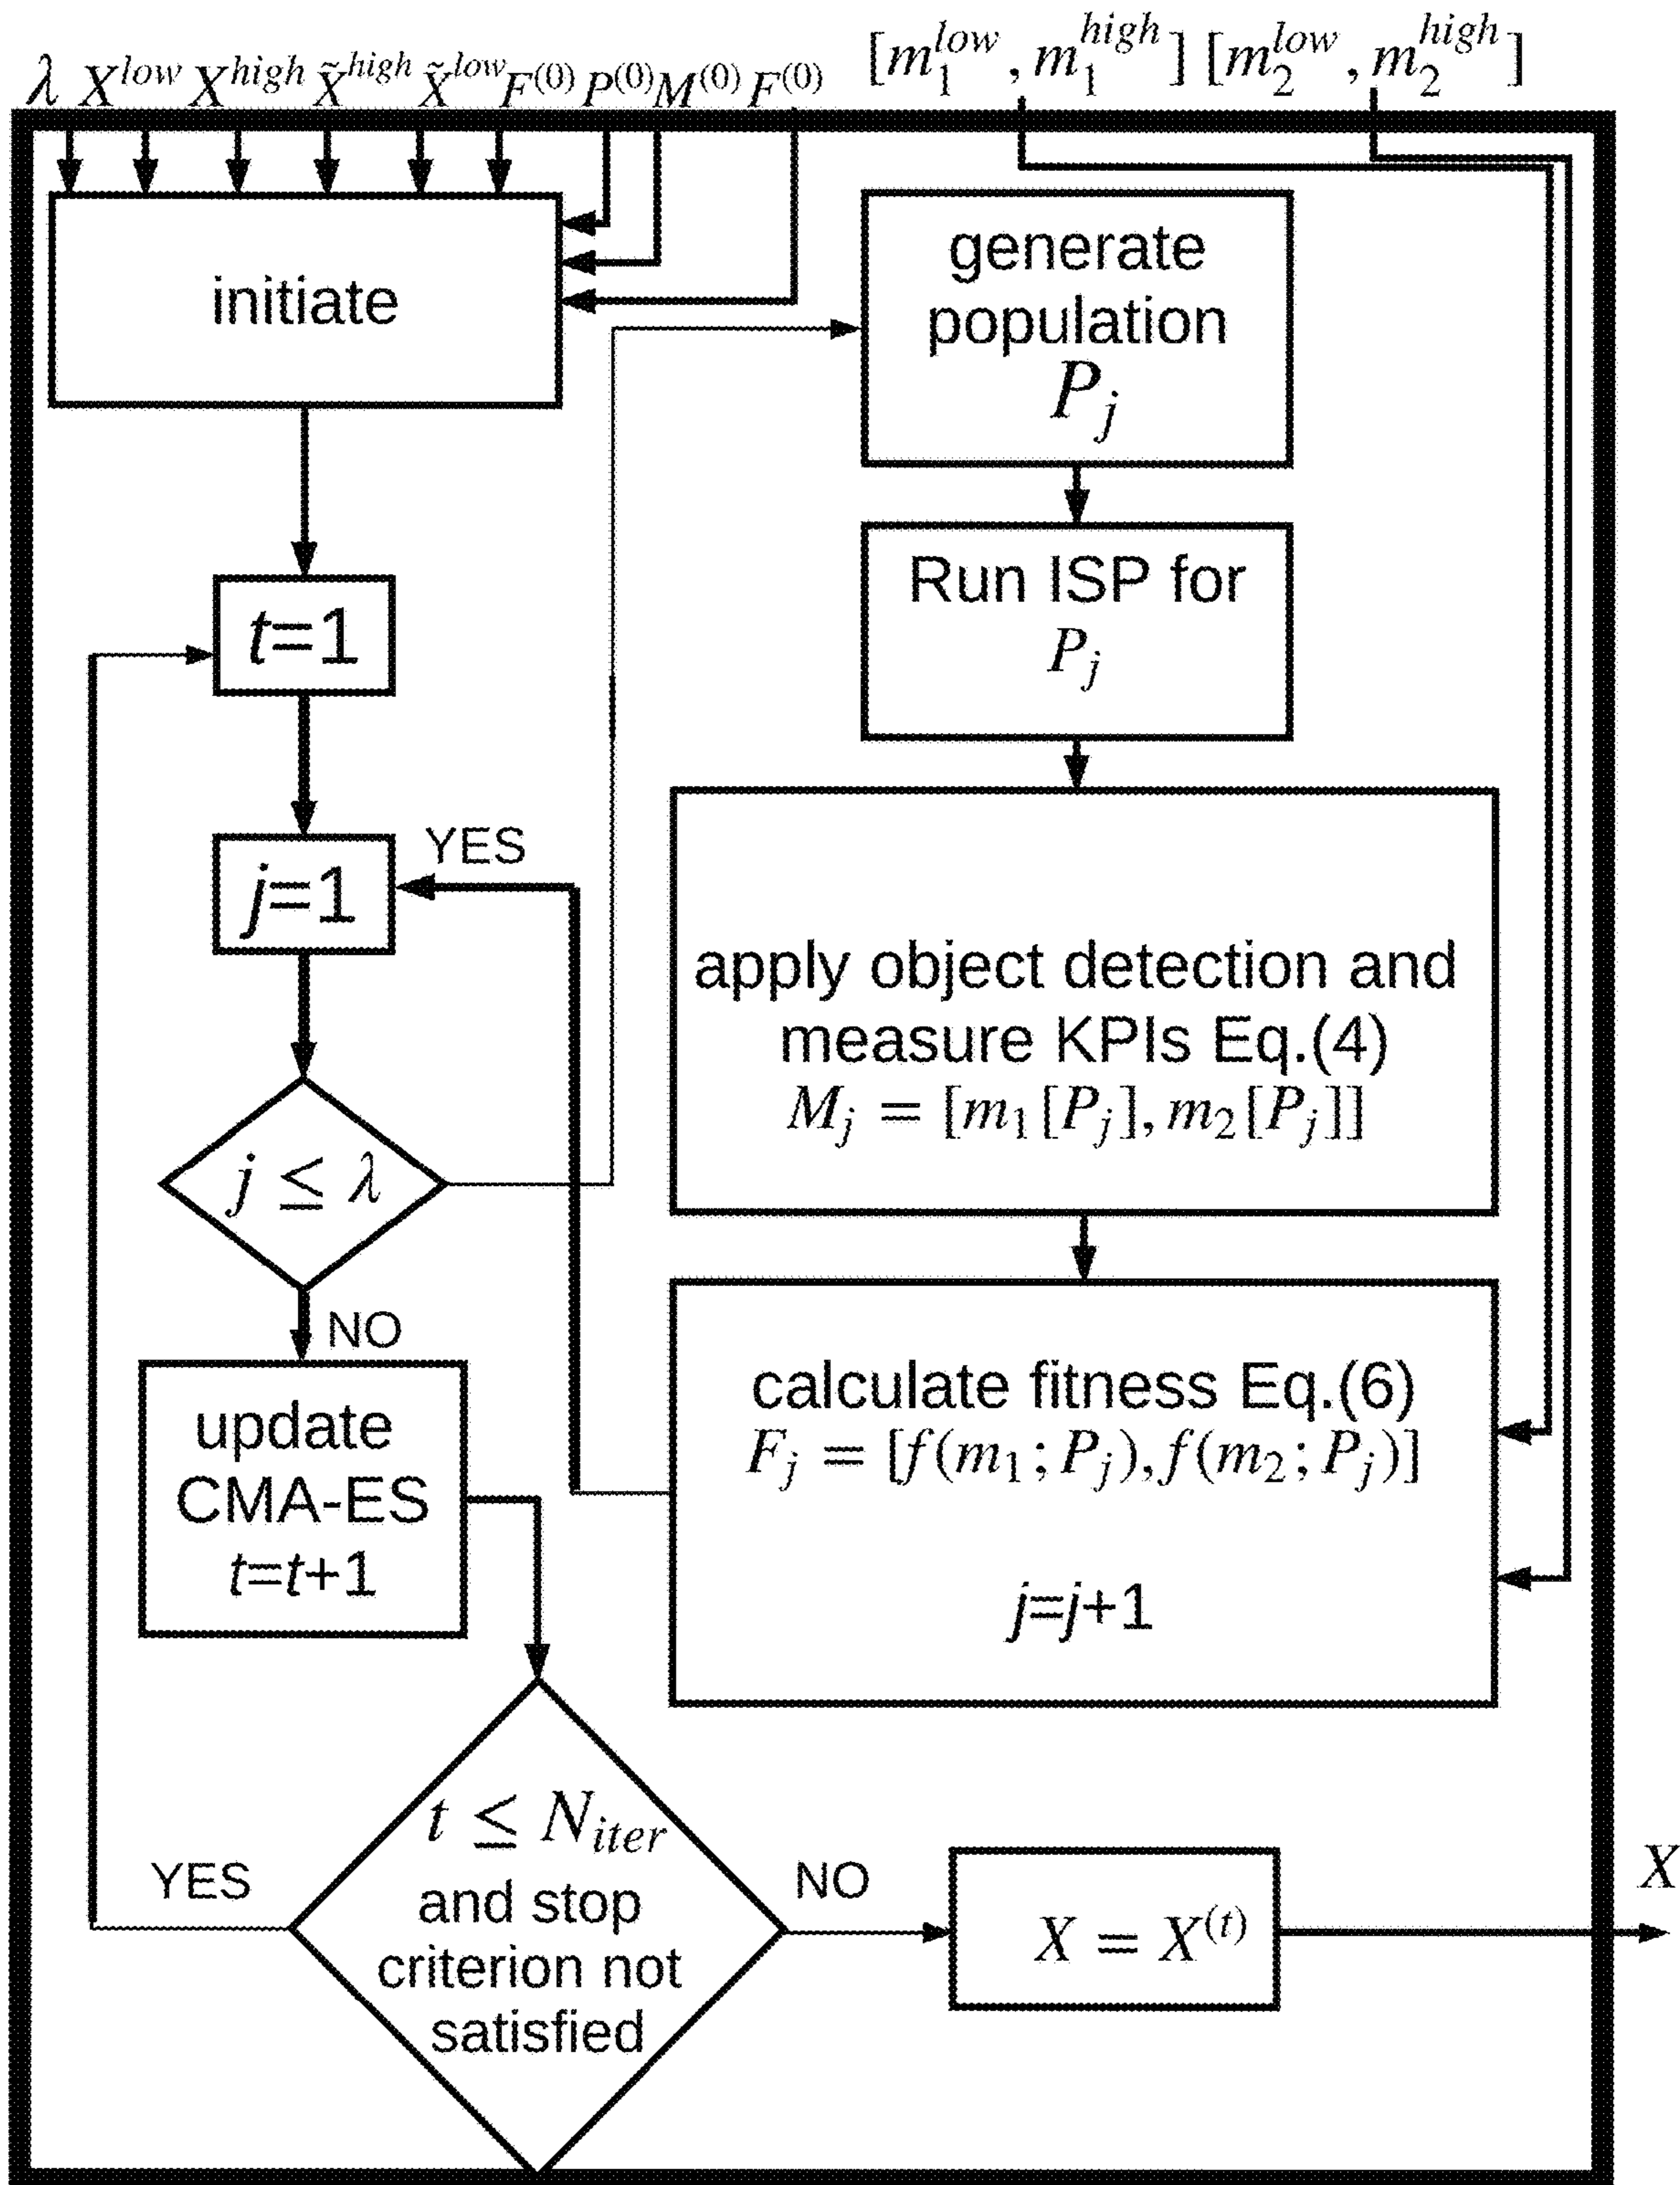 λ X^low X^high X̃^high X̃^low F^(0) P^(0) M^(0) F^(0) [m_1^low, m_1^high] [m_2^low, m_2^high]
initiate
generate
population
P_j
Run ISP for
P_j
t=1
j=1
YES
apply object detection and
measure KPIs Eq.(4)
M_j = [m_1[P_j], m_2[P_j]]
j ≤ λ
NO
calculate fitness Eq.(6)
F_j = [f(m_1; P_j), f(m_2; P_j)]
j=j+1
update
CMA-ES
t=t+1
t ≤ N_iter
and stop
criterion not
satisfied
YES
NO
X = X^(t)
X